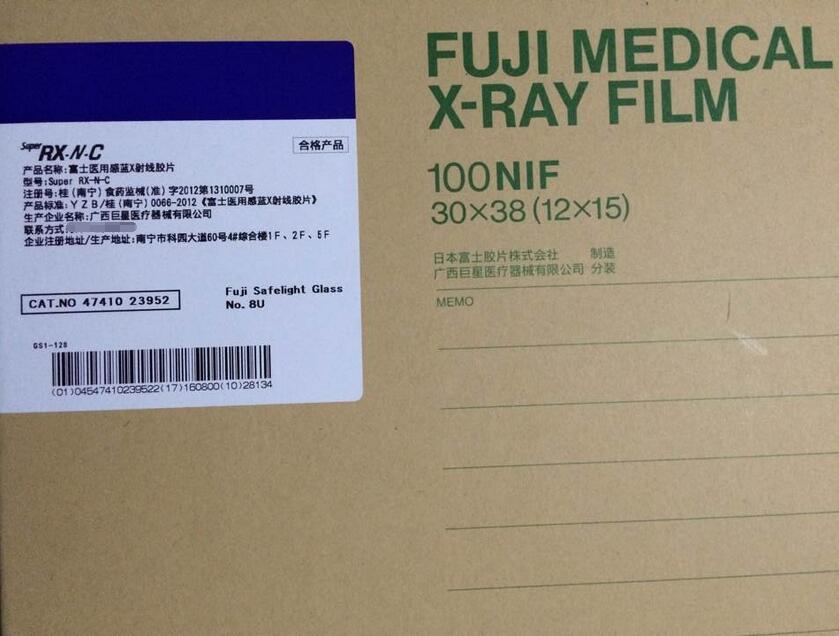 Super RX-N-C
合格产品
产品名称:富士医用感蓝X射线胶片
型号:Super RX-N-C
注册号:桂(南宁)食药监械(准)字2012第1310007号
产品标准:YZB/桂(南宁)0066-2012《富士医用感蓝X射线胶片》
生产企业名称:广西巨星医疗器械有限公司
联系方式
企业注册地址/生产地址:南宁市科园大道60号4#综合楼1F、2F、5F
CAT.NO 47410 23952
Fuji Safelight Glass
No. 8U
GS1-128
(01)04547410239522(17)160800(10)28134
FUJI MEDICAL
X-RAY FILM
100NIF
30×38(12×15)
日本富士胶片株式会社 制造
广西巨星医疗器械有限公司 分装
MEMO